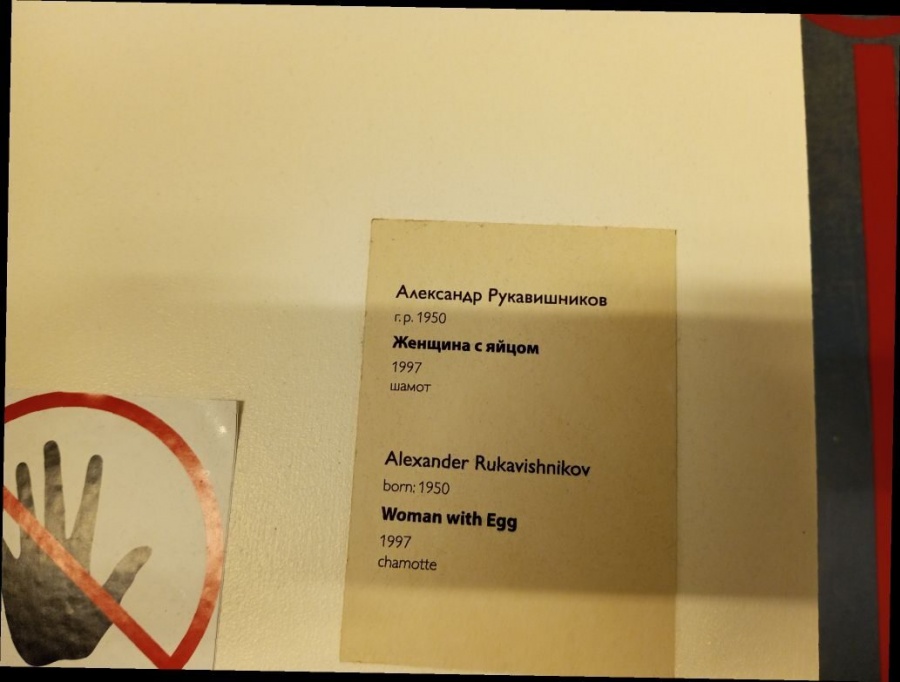 Александр Рукавишников
г.р. 1950
Женщина с яйцом
1997
шамот
Alexander Rukavishnikov
born: 1950
Woman with Egg
1997
chamotte